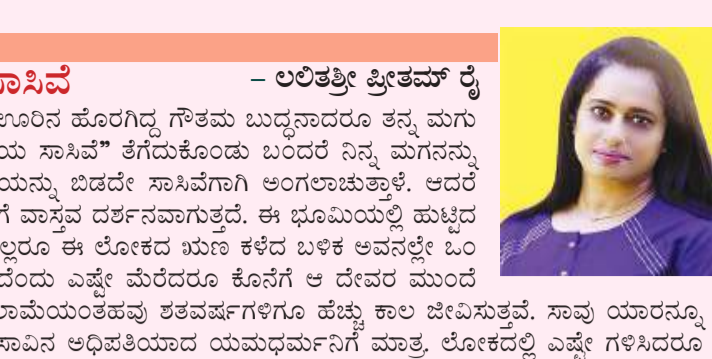 ಸಾಸಿವೆ – ಲಲಿತಶ್ರೀ ಪ್ರೀತಮ್ ರೈ
ಊರಿನ ಹೊರಗಿದ್ದ ಗೌತಮ ಬುದ್ಧನಾದರೂ ತನ್ನ ಮಗು
ಯ ಸಾಸಿವೆ” ತೆಗೆದುಕೊಂಡು ಬಂದರೆ ನಿನ್ನ ಮಗನನ್ನು
ಯನ್ನು ಬಿಡದೇ ಸಾಸಿವೆಗಾಗಿ ಅಂಗಲಾಚುತ್ತಾಳೆ. ಆದರೆ
ಗೆ ವಾಸ್ತವ ದರ್ಶನವಾಗುತ್ತದೆ. ಈ ಭೂಮಿಯಲ್ಲಿ ಹುಟ್ಟಿದ
ಲ್ಲರೂ ಈ ಲೋಕದ ಋಣ ಕಳೆದ ಬಳಿಕ ಅವನಲ್ಲೇ ಒಂ
ದೆಂದು ಎಷ್ಟೇ ಮೆರೆದರೂ ಕೊನೆಗೆ ಆ ದೇವರ ಮುಂದೆ
ಲಾಮೆಯಂತಹವು ಶತವರ್ಷಗಳಿಗೂ ಹೆಚ್ಚು ಕಾಲ ಜೀವಿಸುತ್ತವೆ. ಸಾವು ಯಾರನ್ನೂ
ಸಾವಿನ ಅಧಿಪತಿಯಾದ ಯಮಧರ್ಮನಿಗೆ ಮಾತ್ರ. ಲೋಕದಲ್ಲಿ ಎಷ್ಟೇ ಗಳಿಸಿದರೂ